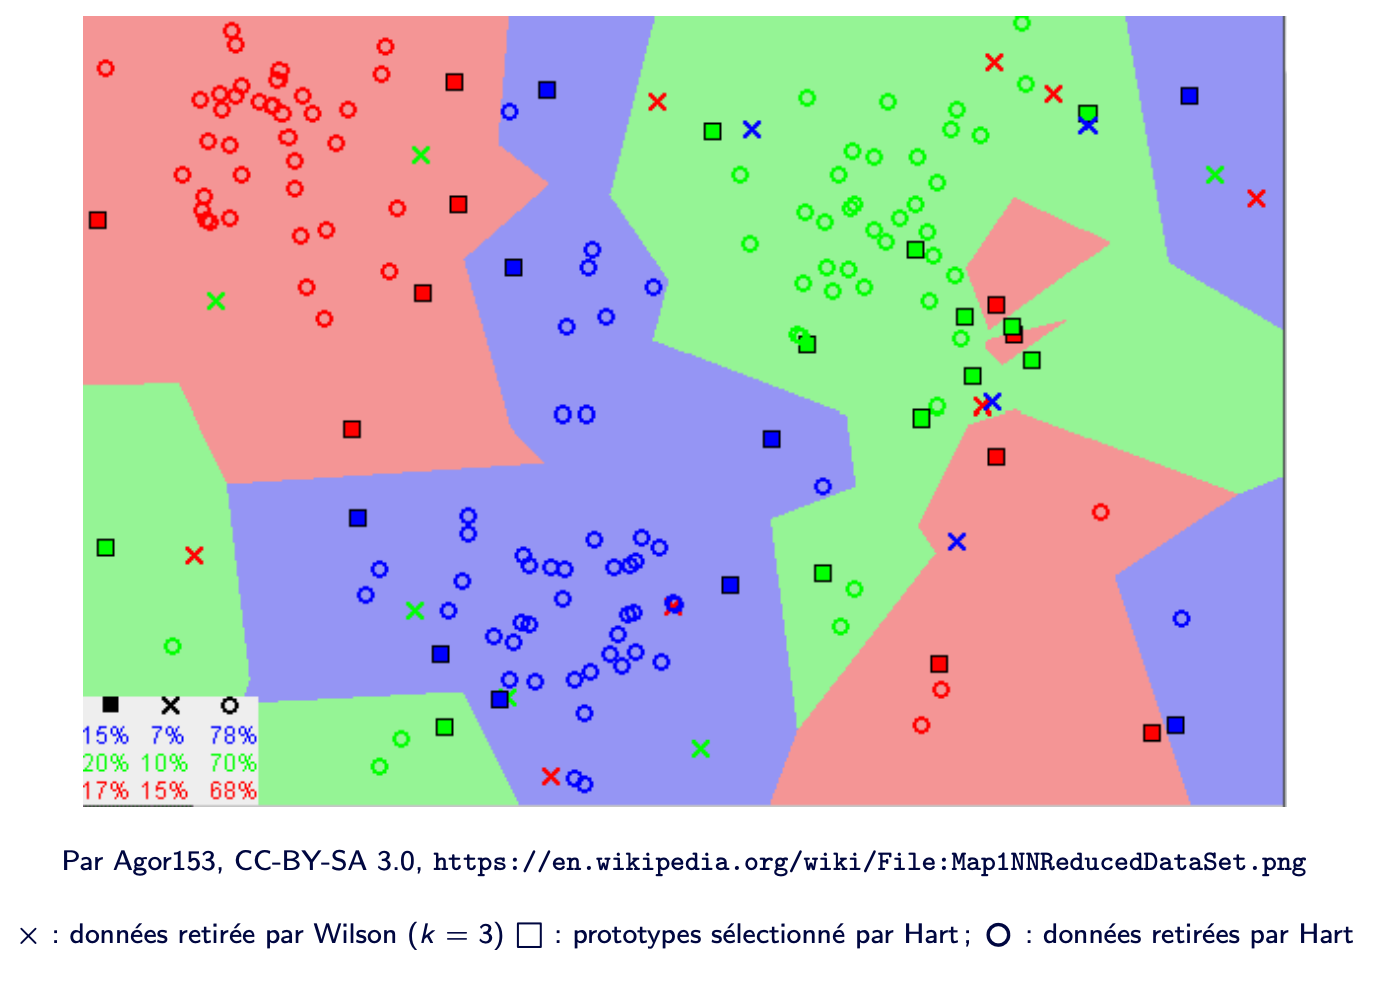 ■ × ○
15% 7% 78%
20% 10% 70%
17% 15% 68%
Par Agor153, CC-BY-SA 3.0, https://en.wikipedia.org/wiki/File:Map1NNReducedDataSet.png
× : données retirée par Wilson (k = 3) □ : prototypes sélectionné par Hart ; ○ : données retirées par Hart